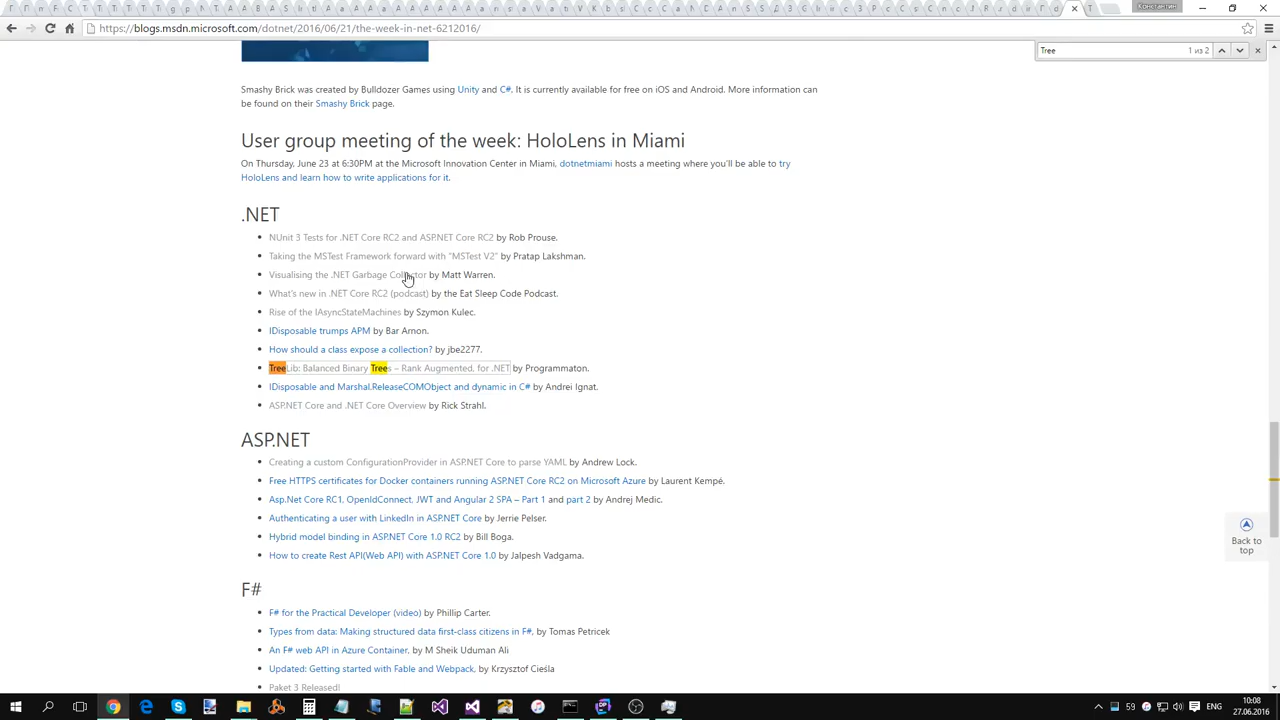 Константин
https://blogs.msdn.microsoft.com/dotnet/2016/06/21/the-week-in-net-6212016/
Tree
1 из 2
Smashy Brick was created by Bulldozer Games using Unity and C#. It is currently available for free on iOS and Android. More information can
be found on their Smashy Brick page.
User group meeting of the week: HoloLens in Miami
On Thursday, June 23 at 6:30PM at the Microsoft Innovation Center in Miami, dotnetmiami hosts a meeting where you'll be able to try
HoloLens and learn how to write applications for it.
.NET
NUnit 3 Tests for .NET Core RC2 and ASP.NET Core RC2 by Rob Prouse.
Taking the MSTest Framework forward with "MSTest V2" by Pratap Lakshman.
Visualising the .NET Garbage Collector by Matt Warren.
What's new in .NET Core RC2 (podcast) by the Eat Sleep Code Podcast.
Rise of the IAsyncStateMachines by Szymon Kulec.
IDisposable trumps APM by Bar Arnon.
How should a class expose a collection? by jbe2277.
TreeLib: Balanced Binary Trees – Rank Augmented, for .NET by Programmaton.
IDisposable and Marshal.ReleaseCOMObject and dynamic in C# by Andrei Ignat.
ASP.NET Core and .NET Core Overview by Rick Strahl.
ASP.NET
Creating a custom ConfigurationProvider in ASP.NET Core to parse YAML by Andrew Lock.
Free HTTPS certificates for Docker containers running ASP.NET Core RC2 on Microsoft Azure by Laurent Kempé.
Asp.Net Core RC1, OpenIdConnect, JWT and Angular 2 SPA – Part 1 and part 2 by Andrej Medic.
Authenticating a user with LinkedIn in ASP.NET Core by Jerrie Pelser.
Hybrid model binding in ASP.NET Core 1.0 RC2 by Bill Boga.
How to create Rest API(Web API) with ASP.NET Core 1.0 by Jalpesh Vadgama.
Back to
top
F#
F# for the Practical Developer (video) by Phillip Carter.
Types from data: Making structured data first-class citizens in F#, by Tomas Petricek
An F# web API in Azure Container, by M Sheik Uduman Ali
Updated: Getting started with Fable and Webpack, by Krzysztof Cieśla
Paket 3 Released!
59
ENG
10:08
27.06.2016